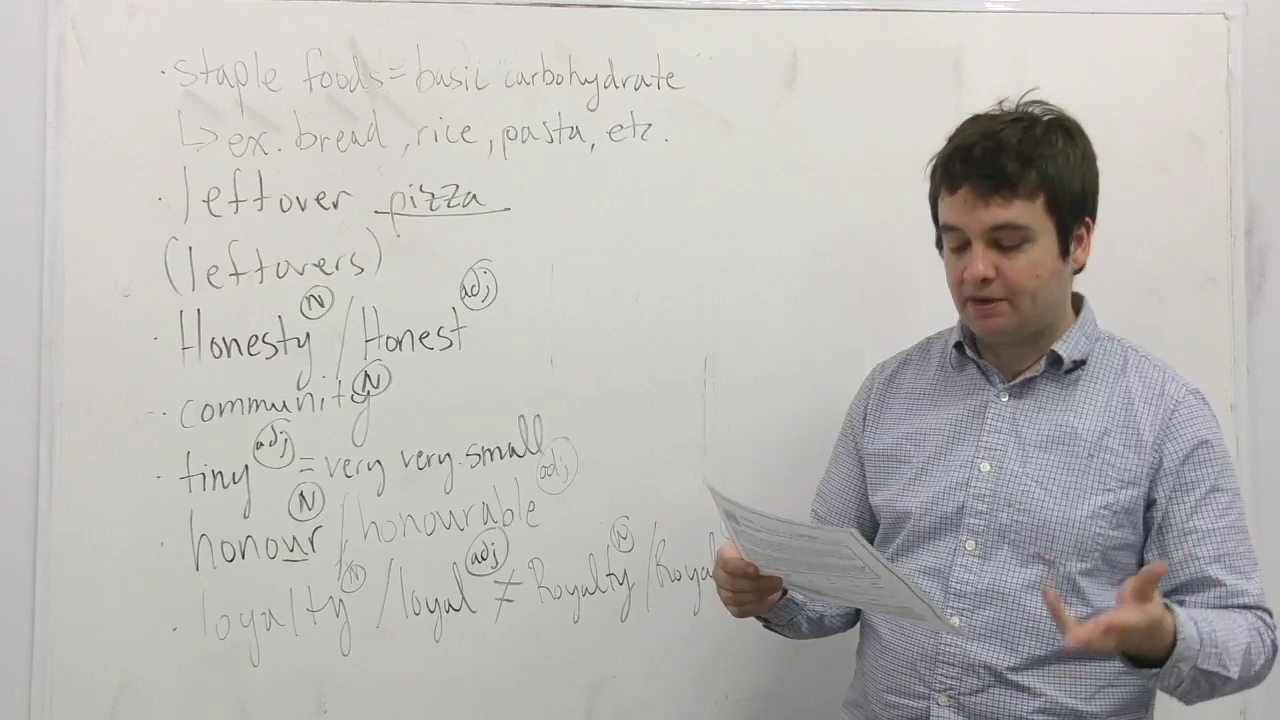 · staple foods = basic "carbohydrate"
↳ ex. bread, rice, pasta, etc.
· leftover pizza
(leftovers)
· Honesty (N) / Honest (adj)
· community (N)
· tiny (adj) = very very small
· honour (N) / honourable (adj)
· loyalty (N) / loyal (adj) ≠ Royalty (N) / Royal